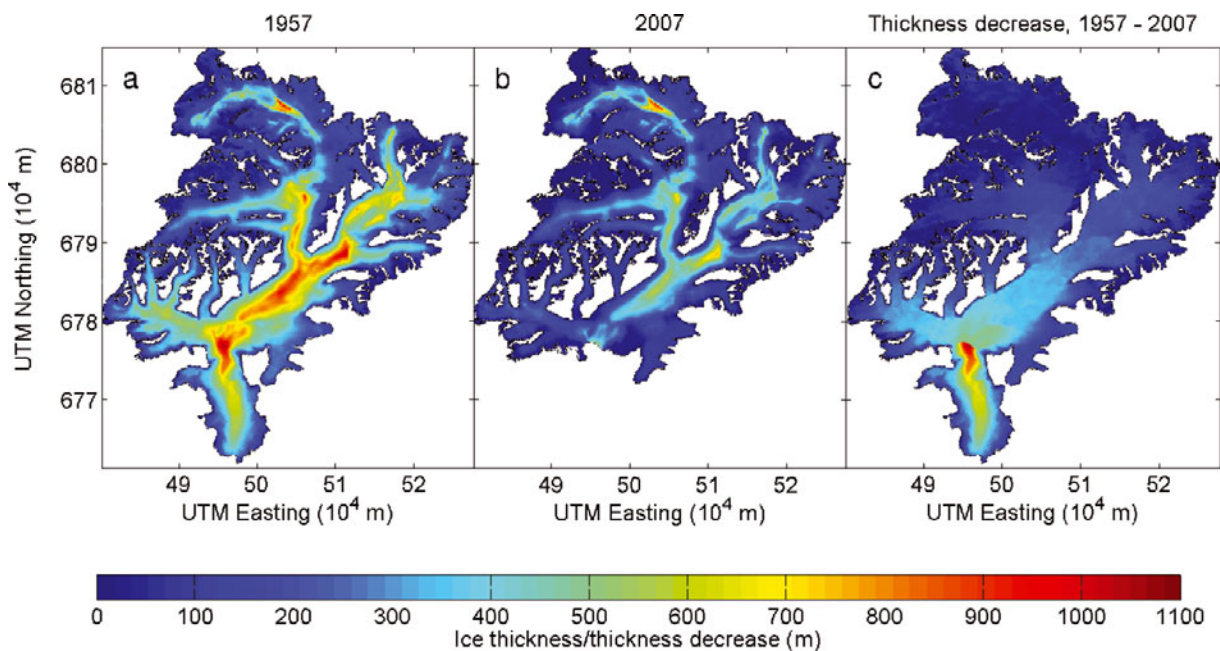 1957
2007
Thickness decrease, 1957 - 2007
a
b
c
681
680
679
678
677
UTM Northing (10⁴ m)
49 50 51 52
49 50 51 52
49 50 51 52
UTM Easting (10⁴ m)
UTM Easting (10⁴ m)
UTM Easting (10⁴ m)
0 100 200 300 400 500 600 700 800 900 1000 1100
Ice thickness/thickness decrease (m)